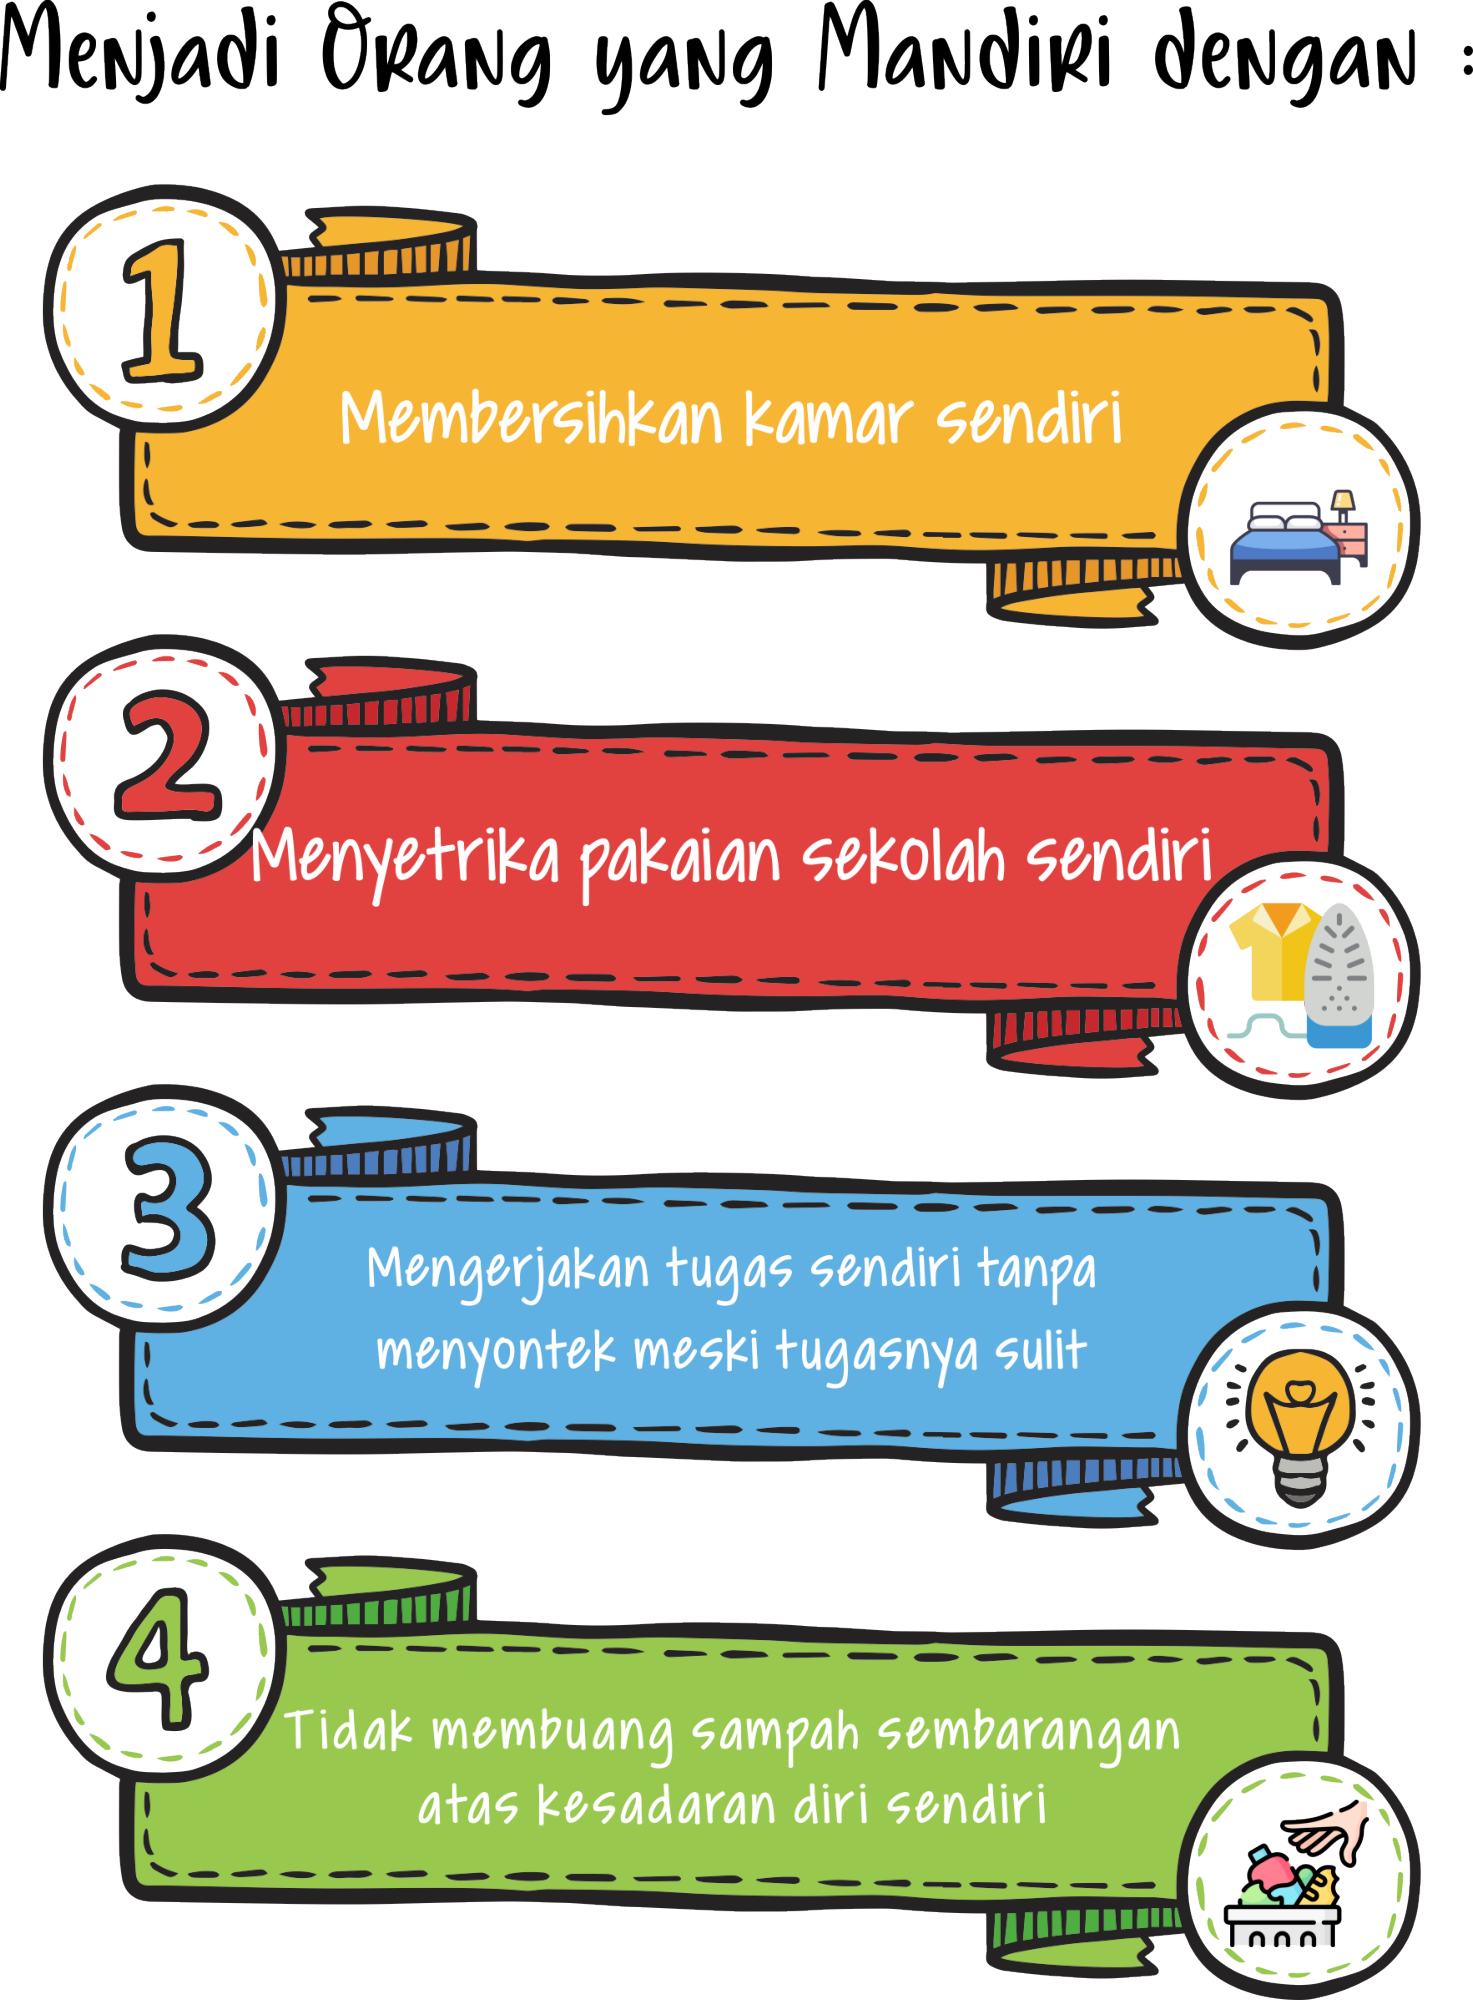 Menjadi Orang yang Mandiri dengan :
1
Membersihkan kamar sendiri
2
Menyetrika pakaian sekolah sendiri
3
Mengerjakan tugas sendiri tanpa
menyontek meski tugasnya sulit
4
Tidak membuang sampah sembarangan
atas kesadaran diri sendiri